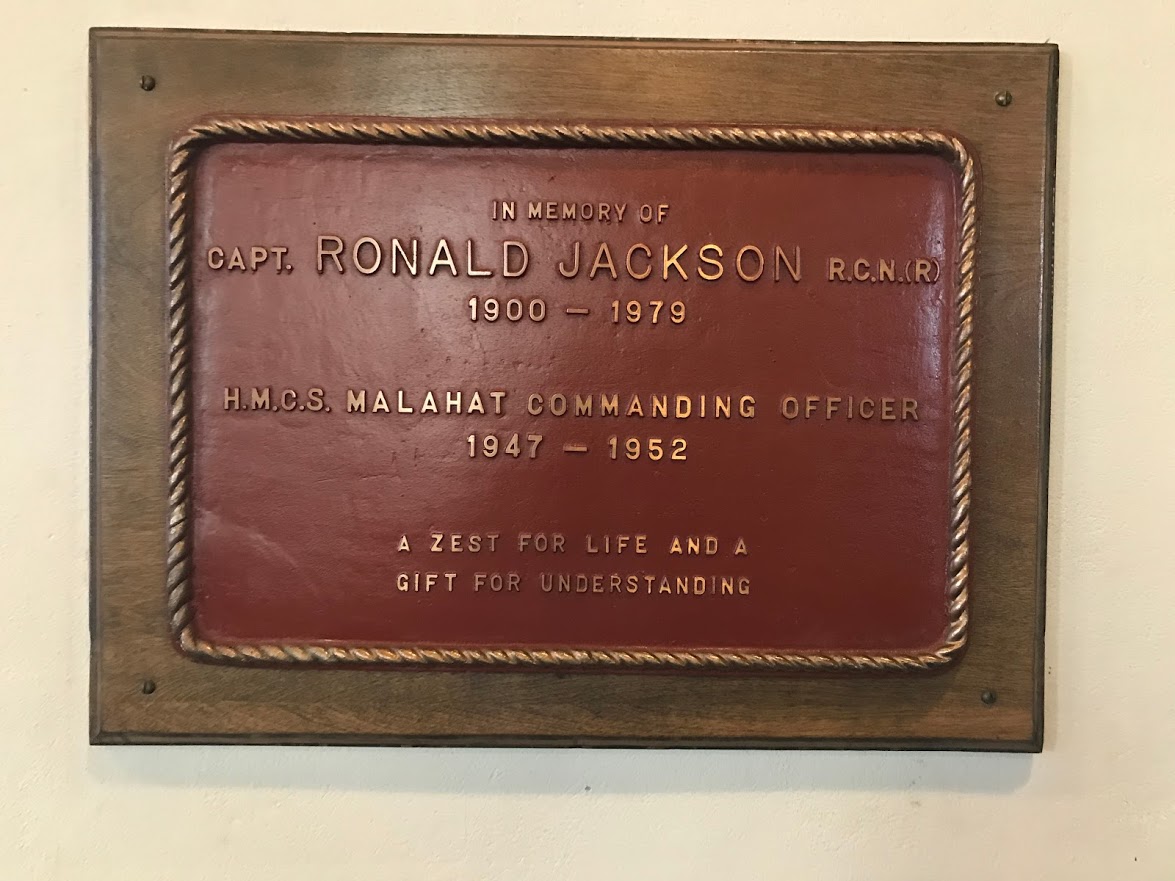 IN MEMORY OF
CAPT. RONALD JACKSON R.C.N.(R)
1900 — 1979
H.M.C.S. MALAHAT COMMANDING OFFICER
1947 — 1952
A ZEST FOR LIFE AND A
GIFT FOR UNDERSTANDING